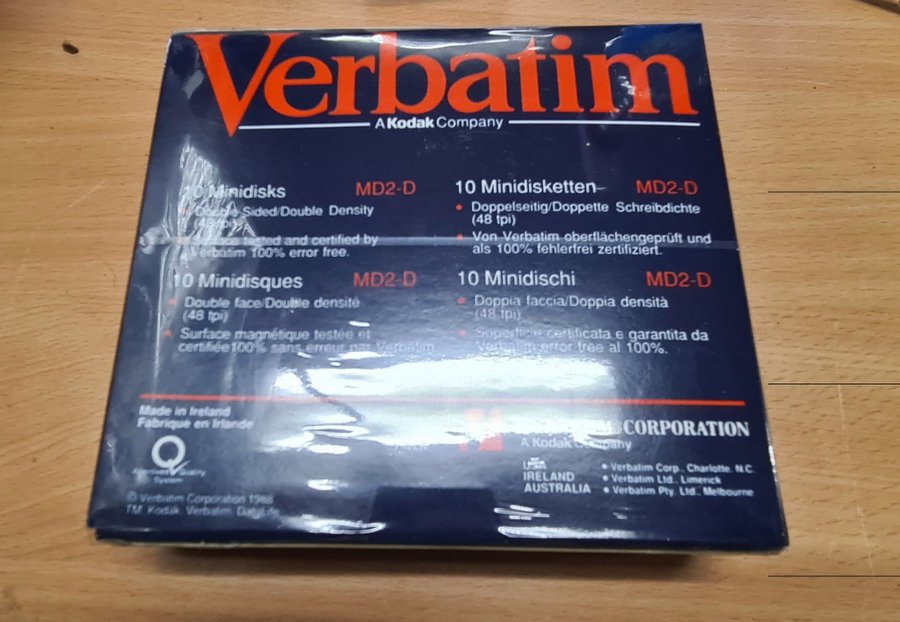 Verbatim
A Kodak Company
10 Minidisks MD2-D
• Double Sided/Double Density
(48 tpi)
• Surface tested and certified by
Verbatim 100% error free.
10 Minidisketten MD2-D
• Doppelseitig/Doppette Schreibdichte
(48 tpi)
• Von Verbatim oberflächengeprüft und
als 100% fehlerfrei zertifiziert.
10 Minidisques MD2-D
• Double face/Double densité
(48 tpi)
• Surface magnétique testée et
certifiée 100% sans erreur par Verbatim
10 Minidischi MD2-D
• Doppia faccia/Doppia densità
(48 tpi)
• Superficie certificata e garantita da
Verbatim error free al 100%.
Made in Ireland
Fabriqué en Irlande
Q
Quality
System
© Verbatim Corporation 1988
TM. Kodak. Verbatim. DataLife
CORPORATION
A Kodak Company
IRELAND
AUSTRALIA
• Verbatim Corp., Charlotte, N.C.
• Verbatim Ltd., Limerick
• Verbatim Pty. Ltd., Melbourne